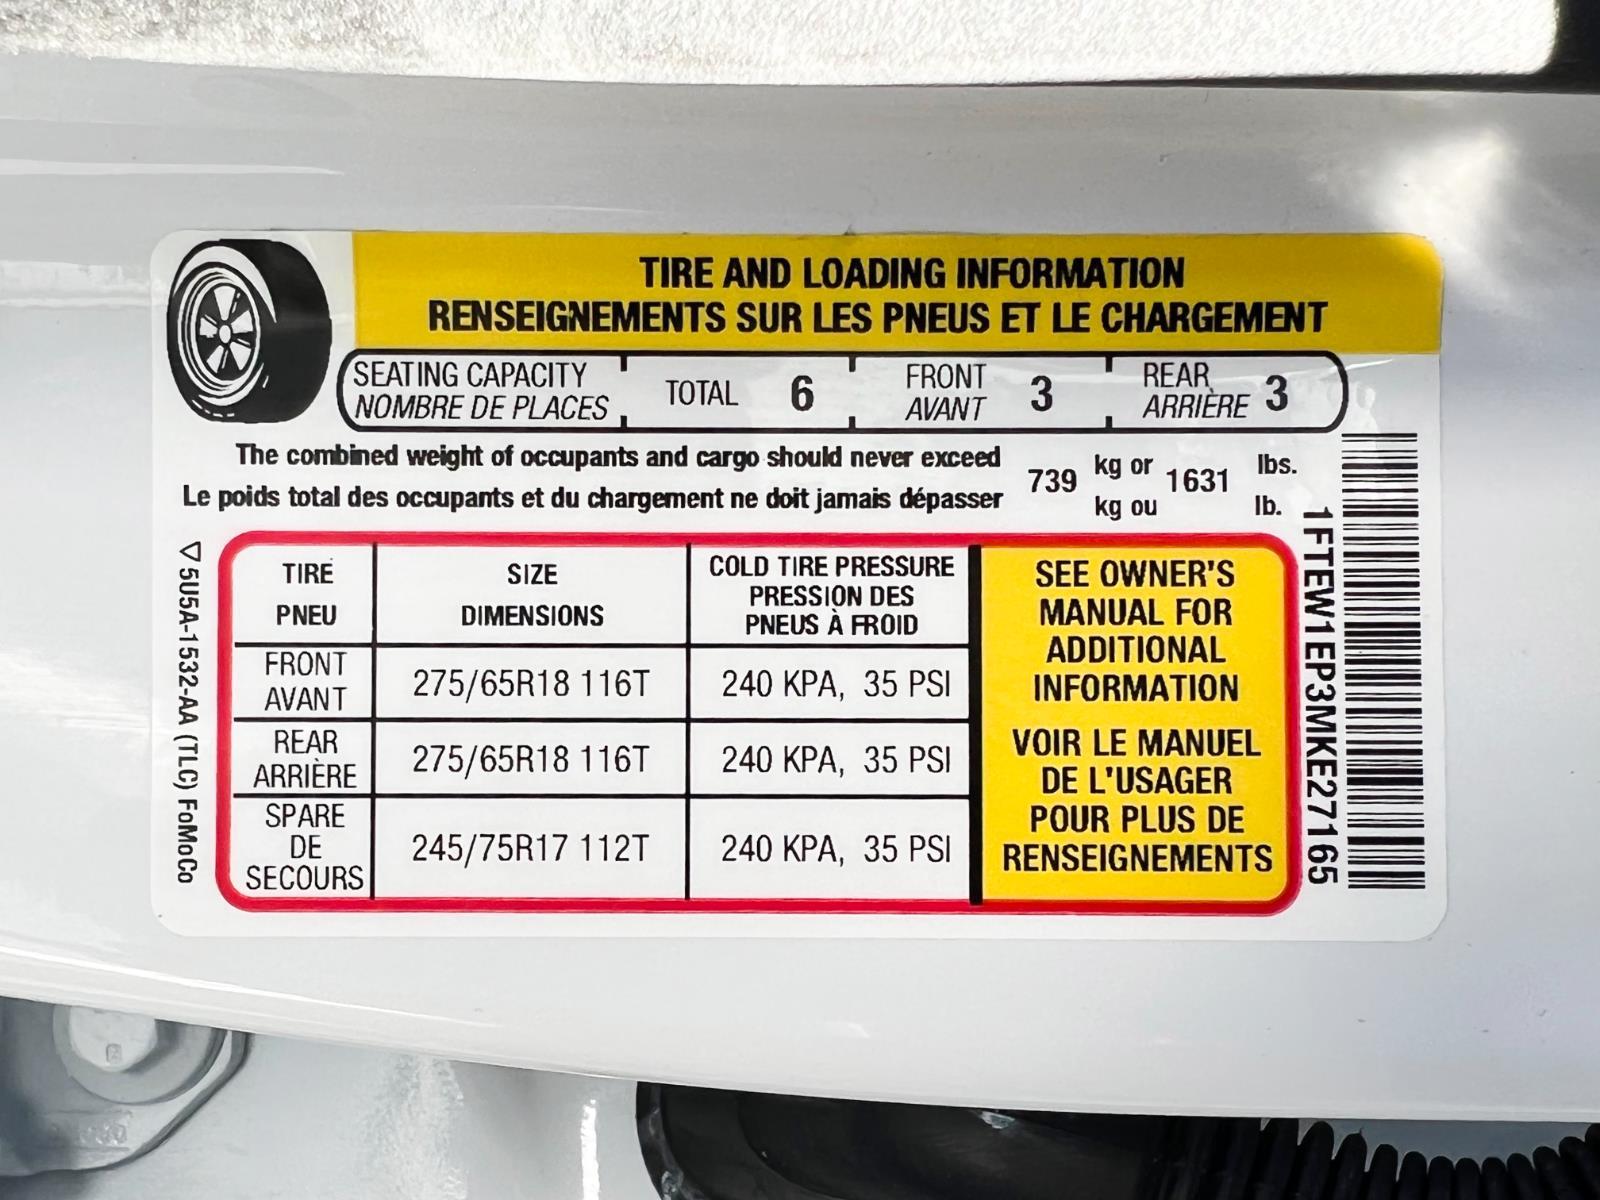 TIRE AND LOADING INFORMATION
RENSEIGNEMENTS SUR LES PNEUS ET LE CHARGEMENT
SEATING CAPACITY
NOMBRE DE PLACES
TOTAL 6
FRONT
AVANT
3
REAR
ARRIÈRE
3
The combined weight of occupants and cargo should never exceed
Le poids total des occupants et du chargement ne doit jamais dépasser
739
kg or
kg ou
1631
lbs.
lb.
TIRE
PNEU
SIZE
DIMENSIONS
COLD TIRE PRESSURE
PRESSION DES
PNEUS À FROID
FRONT
AVANT
275/65R18 116T
240 KPA, 35 PSI
REAR
ARRIÈRE
275/65R18 116T
240 KPA, 35 PSI
SPARE
DE
SECOURS
245/75R17 112T
240 KPA, 35 PSI
SEE OWNER'S
MANUAL FOR
ADDITIONAL
INFORMATION
VOIR LE MANUEL
DE L'USAGER
POUR PLUS DE
RENSEIGNEMENTS
5U5A-1532-AA (TLC) FoMoCo
1FTEW1EP3MKE27165